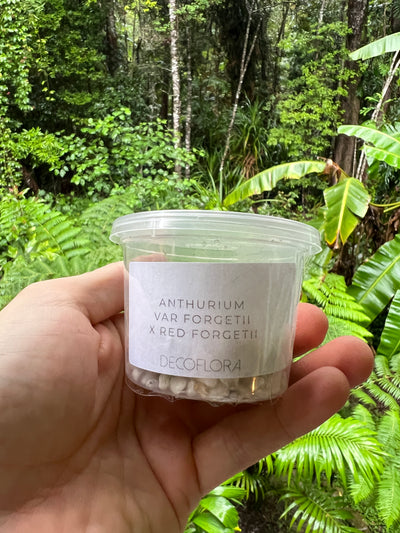 ANTHURIUM
VAR FORGETII
X RED FORGETII
DECOFLORA